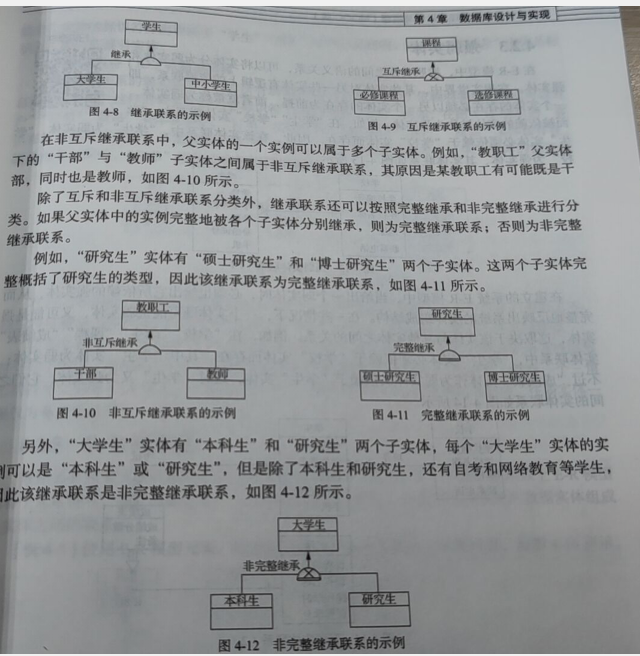 第4章 数据库设计与实现
学生
继承
大学生
中小学生
图 4-8 继承联系的示例
课程
互斥继承
必修课程
选修课程
图 4-9 互斥继承联系的示例
在非互斥继承联系中，父实体的一个实例可以属于多个子实体。例如，“教职工”父实体
下的“干部”与“教师”子实体之间属于非互斥继承联系，其原因是某教职工有可能既是干
部，同时也是教师，如图 4-10 所示。
除了互斥和非互斥继承联系分类外，继承联系还可以按照完整继承和非完整继承进行分
类。如果父实体中的实例完整地被各个子实体分别继承，则为完整继承联系；否则为非完整
继承联系。
例如，“研究生”实体有“硕士研究生”和“博士研究生”两个子实体。这两个子实体完
整概括了研究生的类型，因此该继承联系为完整继承联系，如图 4-11 所示。
教职工
非互斥继承
干部
教师
图 4-10 非互斥继承联系的示例
研究生
完整继承
硕士研究生
博士研究生
图 4-11 完整继承联系的示例
另外，“大学生”实体有“本科生”和“研究生”两个子实体，每个“大学生”实体的实
例可以是“本科生”或“研究生”，但是除了本科生和研究生，还有自考和网络教育等学生，
因此该继承联系是非完整继承联系，如图 4-12 所示。
大学生
非完整继承
本科生
研究生
图 4-12 非完整继承联系的示例